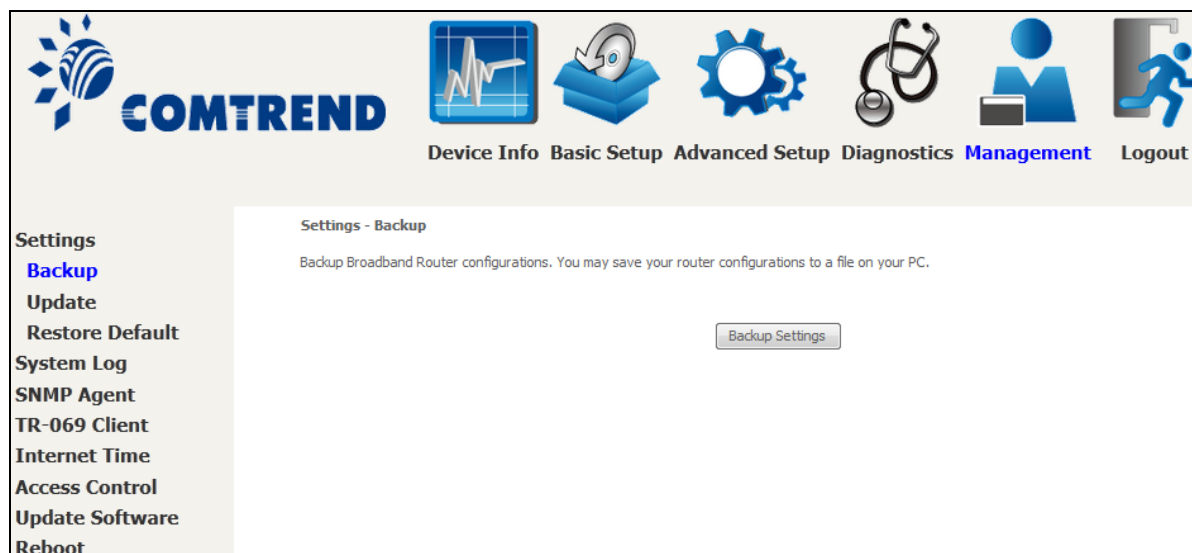 COMTREND
Device Info Basic Setup Advanced Setup Diagnostics Management Logout
Settings
Backup
Update
Restore Default
System Log
SNMP Agent
TR-069 Client
Internet Time
Access Control
Update Software
Reboot
Settings - Backup
Backup Broadband Router configurations. You may save your router configurations to a file on your PC.
Backup Settings